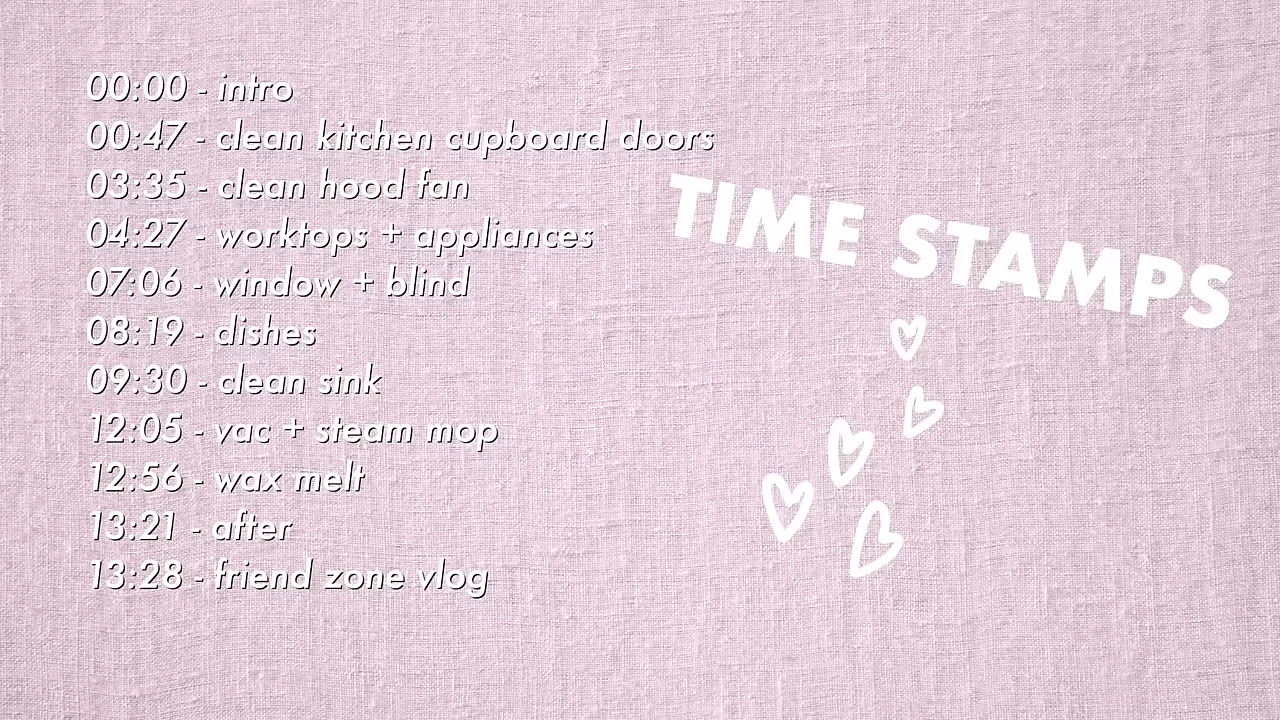 00:00 - intro
00:47 - clean kitchen cupboard doors
03:35 - clean hood fan
04:27 - worktops + appliances
07:06 - window + blind
08:19 - dishes
09:30 - clean sink
12:05 - vac + steam mop
12:56 - wax melt
13:21 - after
13:28 - friend zone vlog
TIME STAMPS